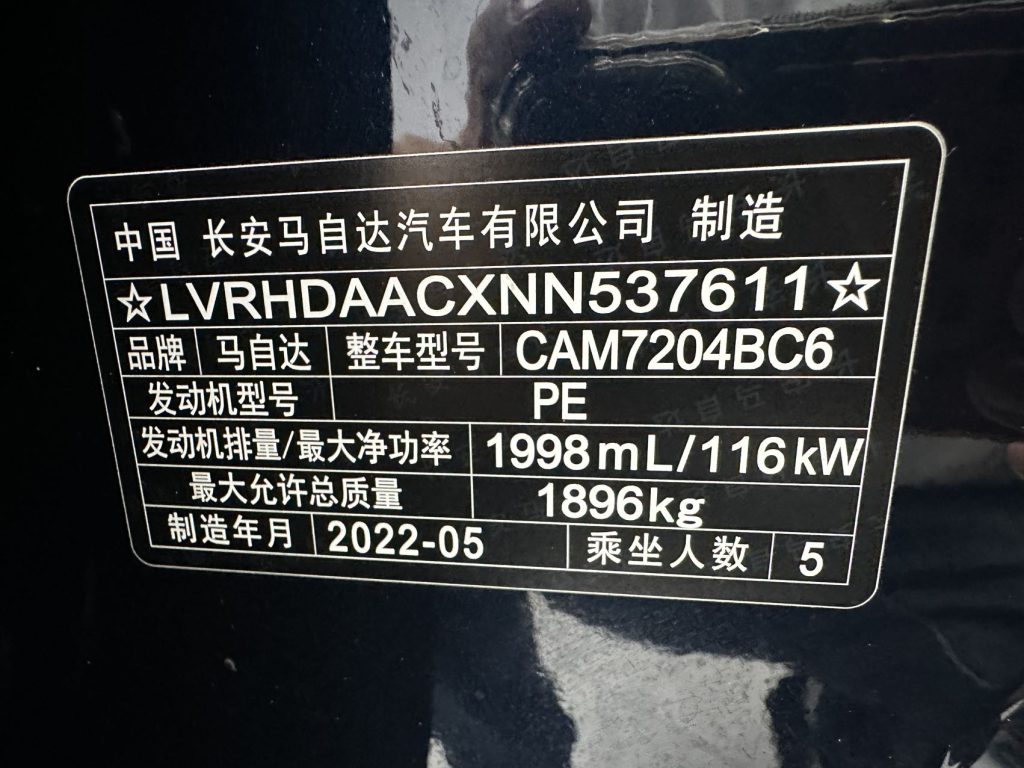 中国 长安马自达汽车有限公司 制造
☆LVRHDAACXNN537611☆
品牌 马自达 整车型号 CAM7204BC6
发动机型号 PE
发动机排量/最大净功率 1998mL/116kW
最大允许总质量 1896kg
制造年月 2022-05 乘坐人数 5